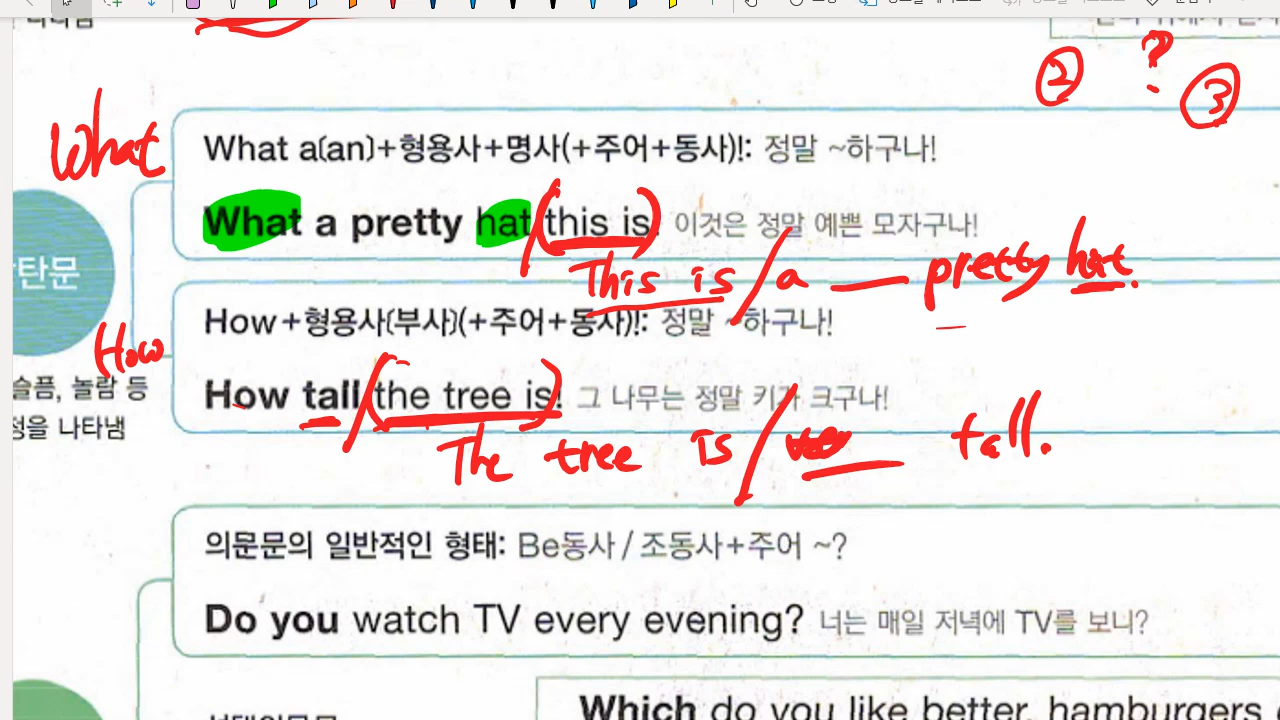 ② ? ③
What
What a(an)+형용사+명사(+주어+동사)!: 정말 ~하구나!
What a pretty hat this is! 이것은 정말 예쁜 모자구나!
This is / a — pretty hat.
탄문
How+형용사(부사)(+주어+동사)!: 정말 ~하구나!
How
슬픔, 놀람 등
How tall the tree is! 그 나무는 정말 키가 크구나!
정을 나타냄
The tree is / tall.
의문문의 일반적인 형태: Be동사 / 조동사+주어 ~?
Do you watch TV every evening? 너는 매일 저녁에 TV를 보니?
Which do you like better, hamburgers